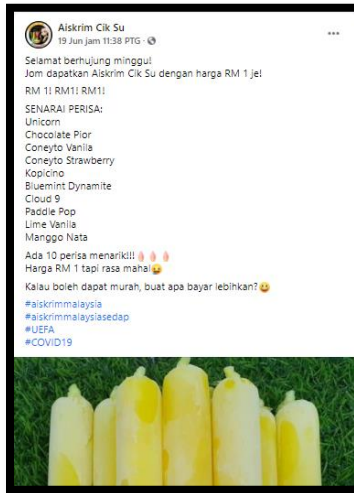 Aiskrim Cik Su
19 Jun jam 11:38 PTG ·
Selamat berhujung minggu!
Jom dapatkan Aiskrim Cik Su dengan harga RM 1 je!
RM 1! RM1! RM1!
SENARAI PERISA:
Unicorn
Chocolate Pior
Coneyto Vanila
Coneyto Strawberry
Kopicino
Bluemint Dynamite
Cloud 9
Paddle Pop
Lime Vanila
Manggo Nata
Ada 10 perisa menarik!!!
Harga RM 1 tapi rasa mahal😜
Kalau boleh dapat murah, buat apa bayar lebihkan?😃
#aiskrimmalaysia
#aiskrimmalaysiasedap
#UEFA
#COVID19